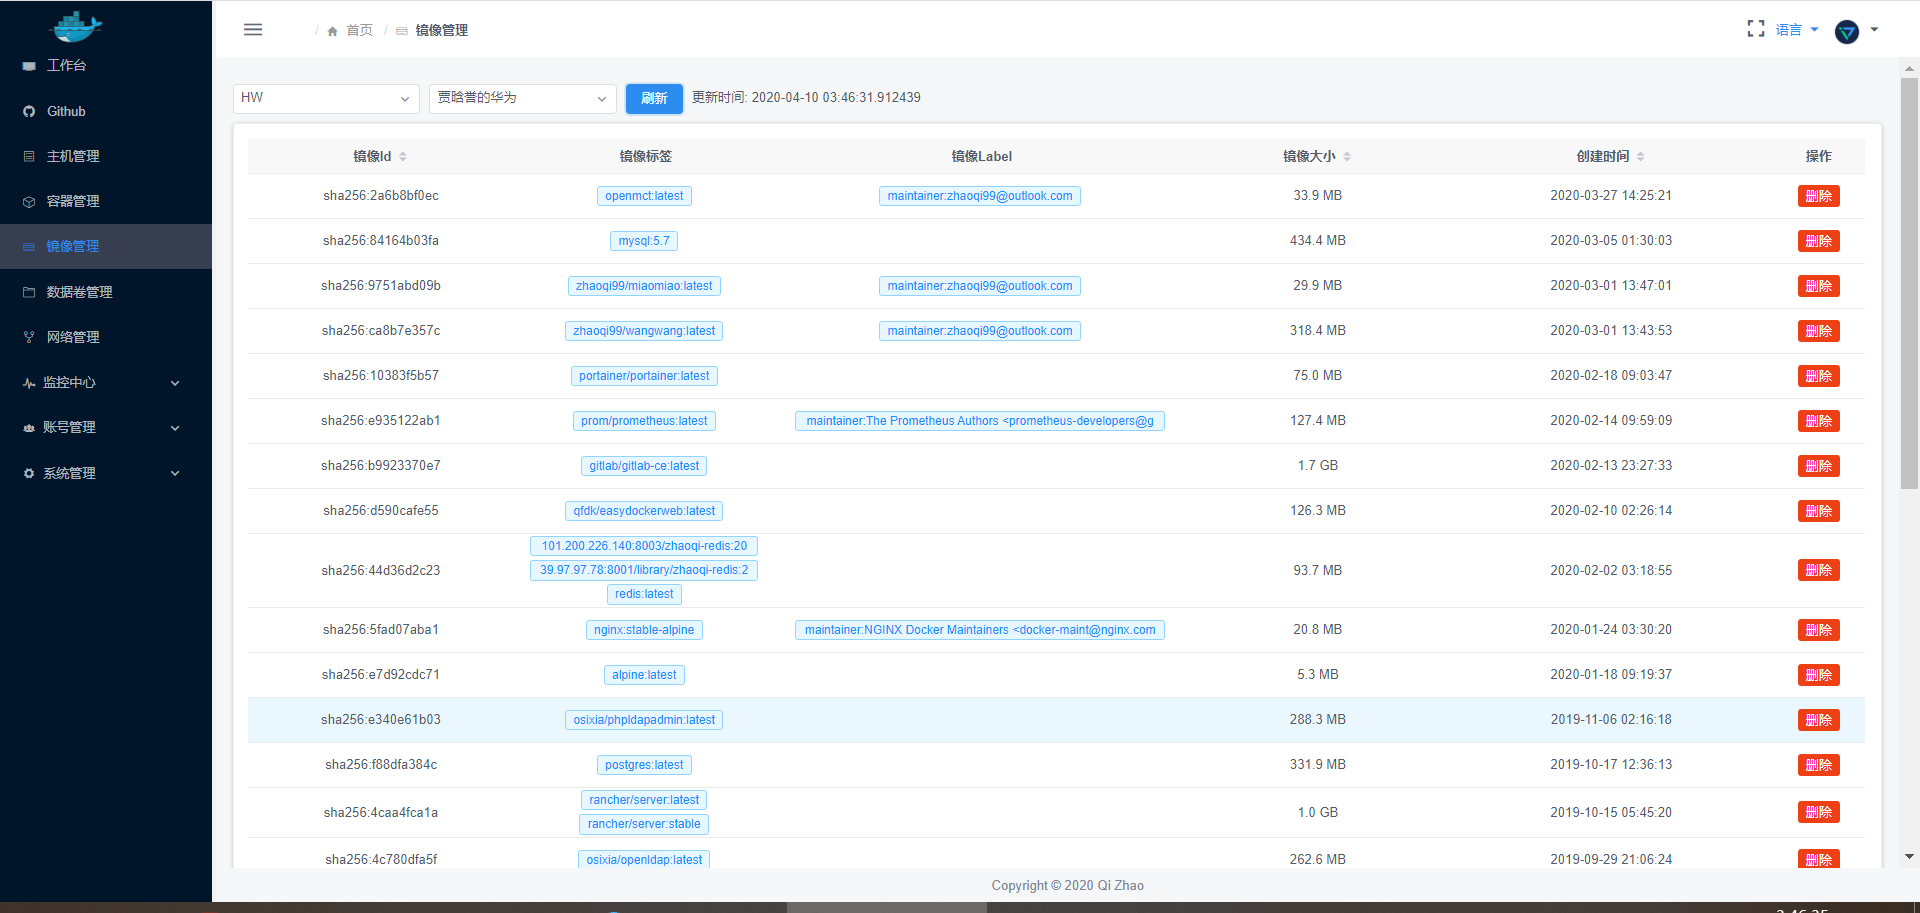 工作台
Github
主机管理
容器管理
镜像管理
数据卷管理
网络管理
监控中心
账号管理
系统管理
/ 首页 / 镜像管理
语言
HW 贾晗誉的华为 刷新 更新时间: 2020-04-10 03:46:31.912439
镜像Id 镜像标签 镜像Label 镜像大小 创建时间 操作
sha256:2a6b8bf0ec openmct:latest maintainer:zhaoqi99@outlook.com 33.9 MB 2020-03-27 14:25:21 删除
sha256:84164b03fa mysql:5.7 434.4 MB 2020-03-05 01:30:03 删除
sha256:9751abd09b zhaoqi99/miaomiao:latest maintainer:zhaoqi99@outlook.com 29.9 MB 2020-03-01 13:47:01 删除
sha256:ca8b7e357c zhaoqi99/wangwang:latest maintainer:zhaoqi99@outlook.com 318.4 MB 2020-03-01 13:43:53 删除
sha256:10383f5b57 portainer/portainer:latest 75.0 MB 2020-02-18 09:03:47 删除
sha256:e935122ab1 prom/prometheus:latest maintainer:The Prometheus Authors <prometheus-developers@g 127.4 MB 2020-02-14 09:59:09 删除
sha256:b9923370e7 gitlab/gitlab-ce:latest 1.7 GB 2020-02-13 23:27:33 删除
sha256:d590cafe55 qfdk/easydockerweb:latest 126.3 MB 2020-02-10 02:26:14 删除
101.200.226.140:8003/zhaoqi-redis:20
sha256:44d36d2c23 39.97.97.78:8001/library/zhaoqi-redis:2 93.7 MB 2020-02-02 03:18:55 删除
redis:latest
sha256:5fad07aba1 nginx:stable-alpine maintainer:NGINX Docker Maintainers <docker-maint@nginx.com 20.8 MB 2020-01-24 03:30:20 删除
sha256:e7d92cdc71 alpine:latest 5.3 MB 2020-01-18 09:19:37 删除
sha256:e340e61b03 osixia/phpldapadmin:latest 288.3 MB 2019-11-06 02:16:18 删除
sha256:f88dfa384c postgres:latest 331.9 MB 2019-10-17 12:36:13 删除
rancher/server:latest
sha256:4caa4fca1a 1.0 GB 2019-10-15 05:45:20 删除
rancher/server:stable
sha256:4c780dfa5f osixia/openldap:latest 262.6 MB 2019-09-29 21:06:24 删除
Copyright © 2020 Qi Zhao